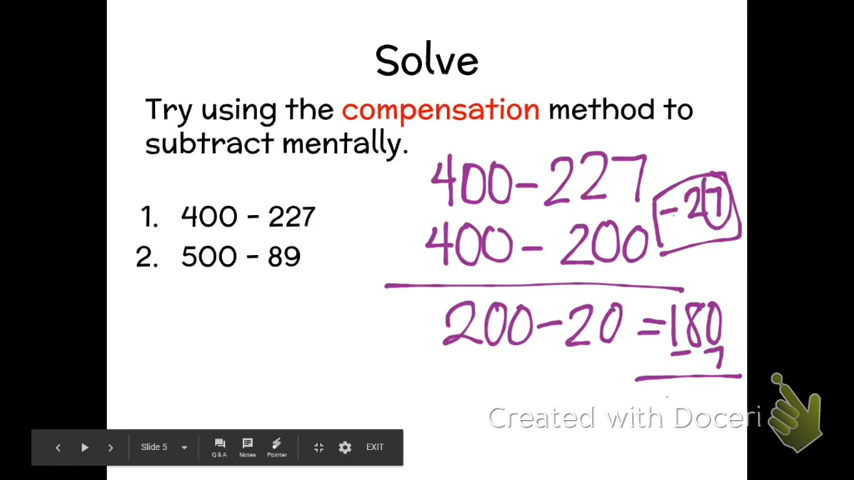 Solve
Try using the compensation method to
subtract mentally.
1. 400 - 227
2. 500 - 89
400-227
-27
400-200
200-20=180
-7
Created with Doceri
Slide 5
Q&A
Notes
Pointer
EXIT